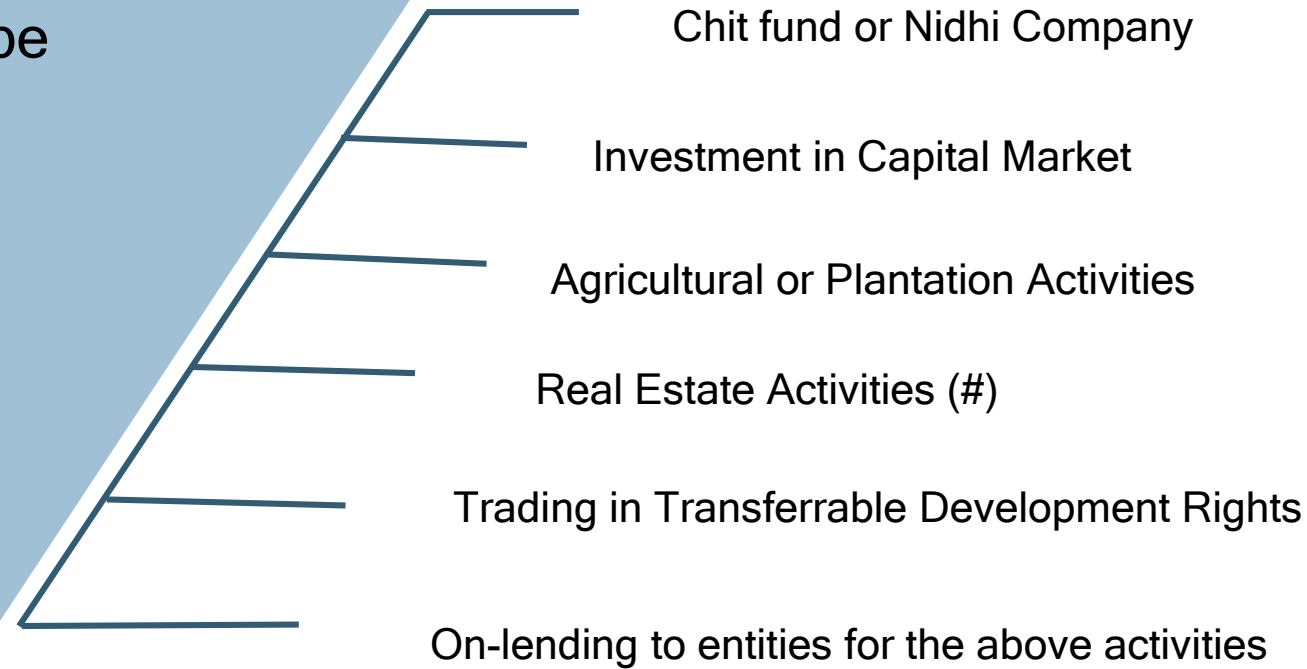 Chit fund or Nidhi Company
Investment in Capital Market
Agricultural or Plantation Activities
Real Estate Activities (#)
Trading in Transferrable Development Rights
On-lending to entities for the above activities